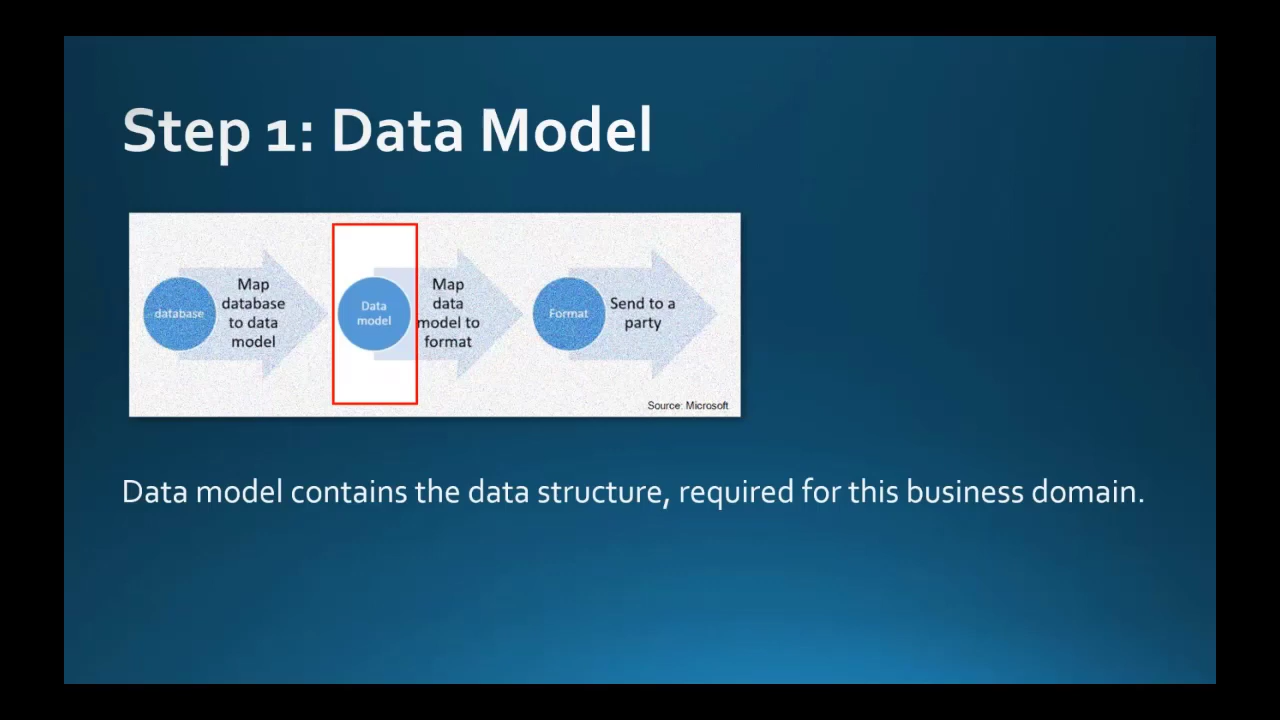 Step 1: Data Model
database
Map
database
to data
model
Data
model
Map
data
model to
format
Format
Send to a
party
Source: Microsoft
Data model contains the data structure, required for this business domain.